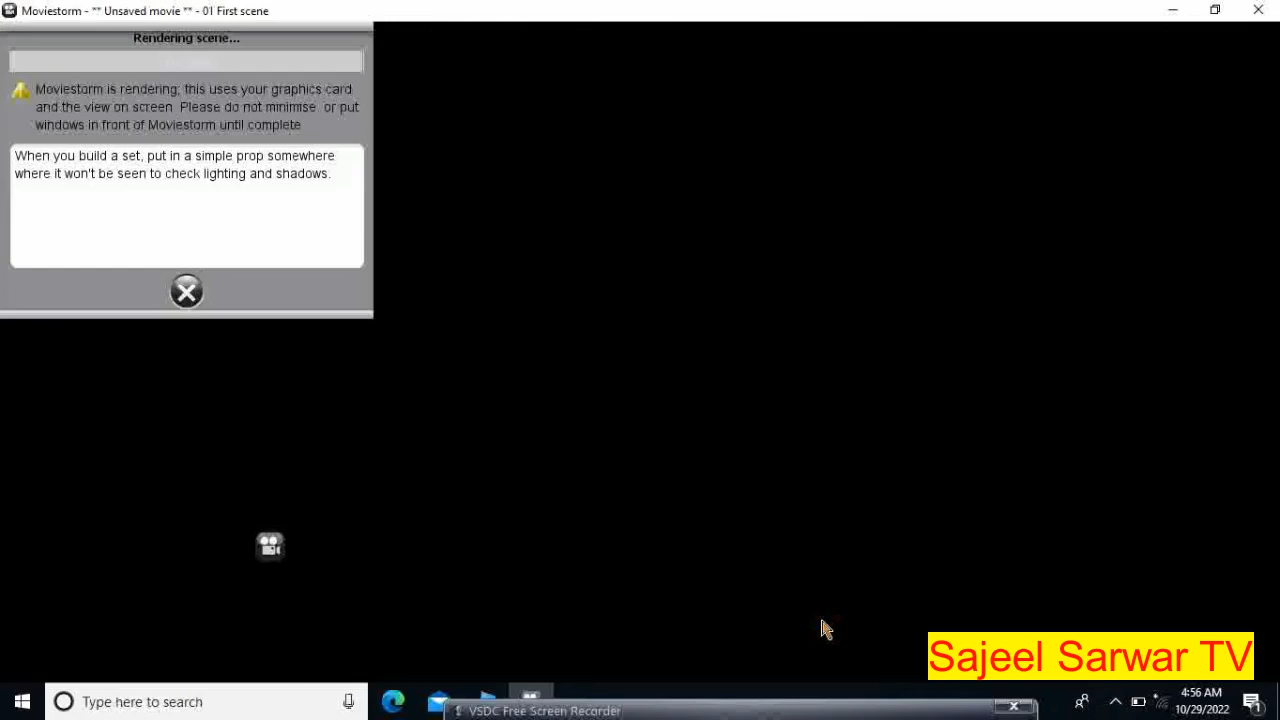 Moviestorm - ** Unsaved movie ** - 01 First scene
Rendering scene...
Moviestorm is rendering; this uses your graphics card
and the view on screen. Please do not minimise, or put
windows in front of Moviestorm until complete
When you build a set, put in a simple prop somewhere
where it won't be seen to check lighting and shadows.
Sajeel Sarwar TV
Type here to search
VSDC Free Screen Recorder
4:56 AM
10/29/2022
1